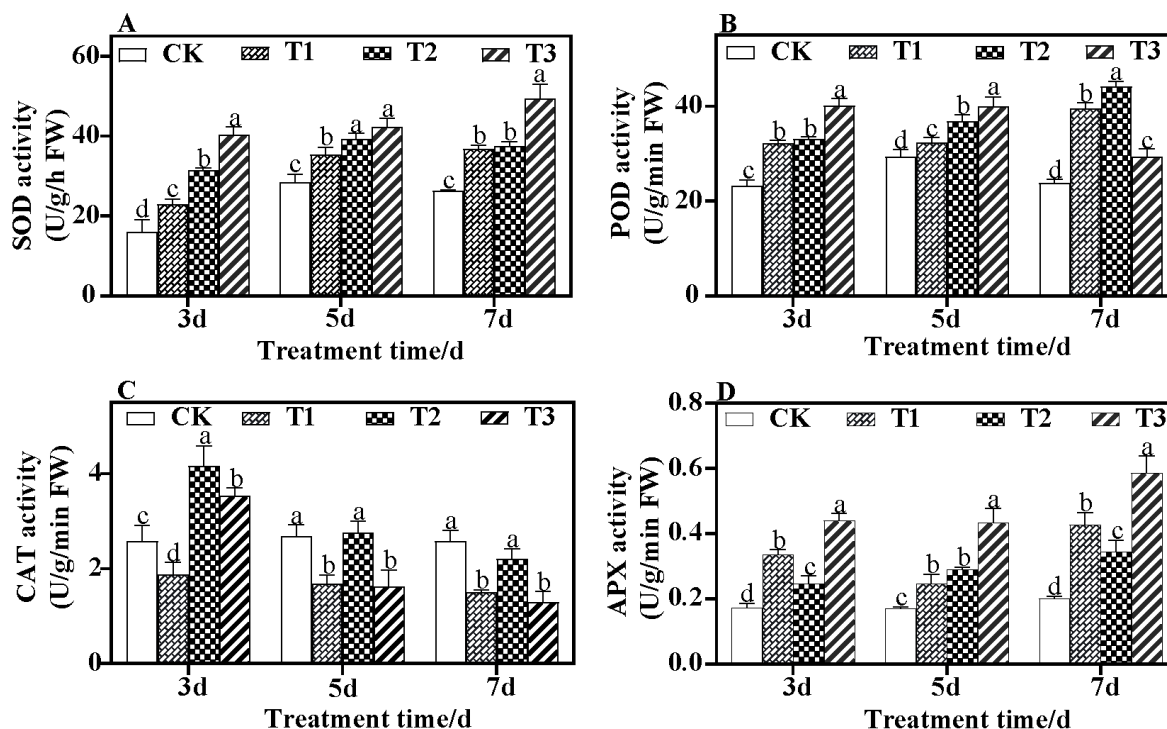 A
CK T1 T2 T3
SOD activity
(U/g/h FW)
60
40
20
0
d c b a
c b a a
c b b a
3d 5d 7d
Treatment time/d
B
CK T1 T2 T3
POD activity
(U/g/min FW)
40
20
0
c b b a
d c b a
d b a c
3d 5d 7d
Treatment time/d
C
CK T1 T2 T3
CAT activity
(U/g/min FW)
4
2
0
c d a b
a b a b
a b a b
3d 5d 7d
Treatment time/d
D
CK T1 T2 T3
APX activity
(U/g/min FW)
0.8
0.6
0.4
0.2
0.0
d b c a
c b b a
d b c a
3d 5d 7d
Treatment time/d